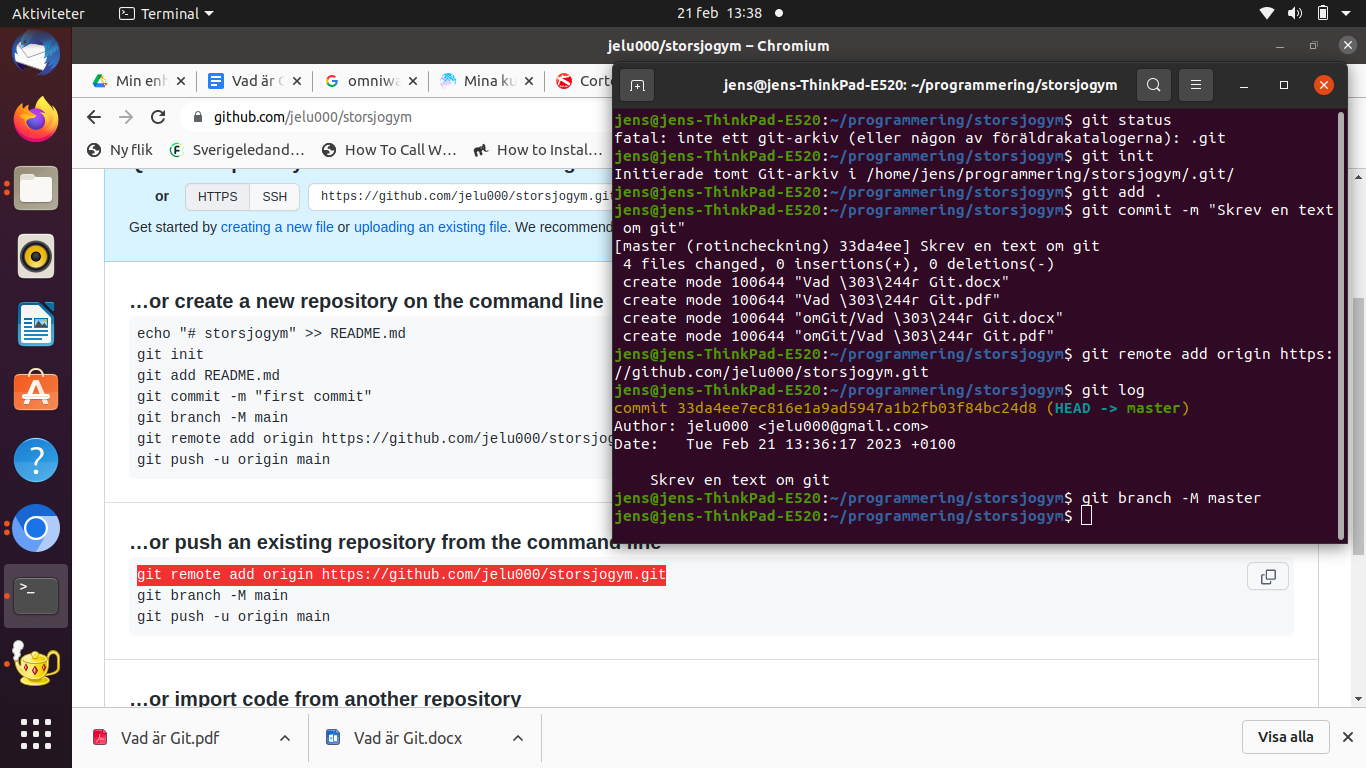 Aktiviteter
Terminal
21 feb 13:38
jelu000/storsjogym – Chromium
Min enh
Vad är G
omniwa
Mina ku
Corte
github.com/jelu000/storsjogym
Ny flik
Sverigeledand…
How To Call W…
How to Instal…
or
HTTPS
SSH
https://github.com/jelu000/storsjogym.git
Get started by creating a new file or uploading an existing file. We recommend
…or create a new repository on the command line
echo "# storsjogym" >> README.md
git init
git add README.md
git commit -m "first commit"
git branch -M main
git remote add origin https://github.com/jelu000/storsjog
git push -u origin main
…or push an existing repository from the command line
git remote add origin https://github.com/jelu000/storsjogym.git
git branch -M main
git push -u origin main
…or import code from another repository
jens@jens-ThinkPad-E520: ~/programmering/storsjogym
jens@jens-ThinkPad-E520:~/programmering/storsjogym$ git status
fatal: inte ett git-arkiv (eller någon av föräldrakatalogerna): .git
jens@jens-ThinkPad-E520:~/programmering/storsjogym$ git init
Initierade tomt Git-arkiv i /home/jens/programmering/storsjogym/.git/
jens@jens-ThinkPad-E520:~/programmering/storsjogym$ git add .
jens@jens-ThinkPad-E520:~/programmering/storsjogym$ git commit -m "Skrev en text
om git"
[master (rotincheckning) 33da4ee] Skrev en text om git
4 files changed, 0 insertions(+), 0 deletions(-)
create mode 100644 "Vad \303\244r Git.docx"
create mode 100644 "Vad \303\244r Git.pdf"
create mode 100644 "omGit/Vad \303\244r Git.docx"
create mode 100644 "omGit/Vad \303\244r Git.pdf"
jens@jens-ThinkPad-E520:~/programmering/storsjogym$ git remote add origin https:
//github.com/jelu000/storsjogym.git
jens@jens-ThinkPad-E520:~/programmering/storsjogym$ git log
commit 33da4ee7ec816e1a9ad5947a1b2fb03f84bc24d8 (HEAD -> master)
Author: jelu000 <jelu000@gmail.com>
Date:   Tue Feb 21 13:36:17 2023 +0100
Skrev en text om git
jens@jens-ThinkPad-E520:~/programmering/storsjogym$ git branch -M master
jens@jens-ThinkPad-E520:~/programmering/storsjogym$
Vad är Git.pdf
Vad är Git.docx
Visa alla